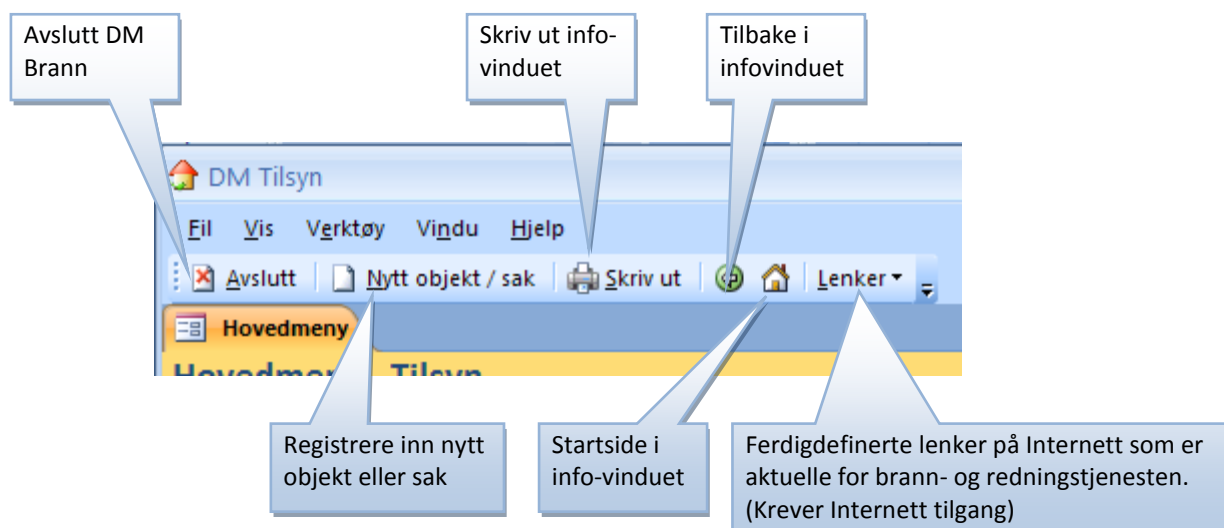 Avslutt DM
Brann
Skriv ut info-
vinduet
Tilbake i
infovinduet
DM Tilsyn
Fil Vis Verktøy Vindu Hjelp
Avslutt Nytt objekt / sak Skriv ut Lenker
Hovedmeny
Hovedmen Tilsyn
Registrere inn nytt
objekt eller sak
Startside i
info-vinduet
Ferdigdefinerte lenker på Internett som er
aktuelle for brann- og redningstjenesten.
(Krever Internett tilgang)